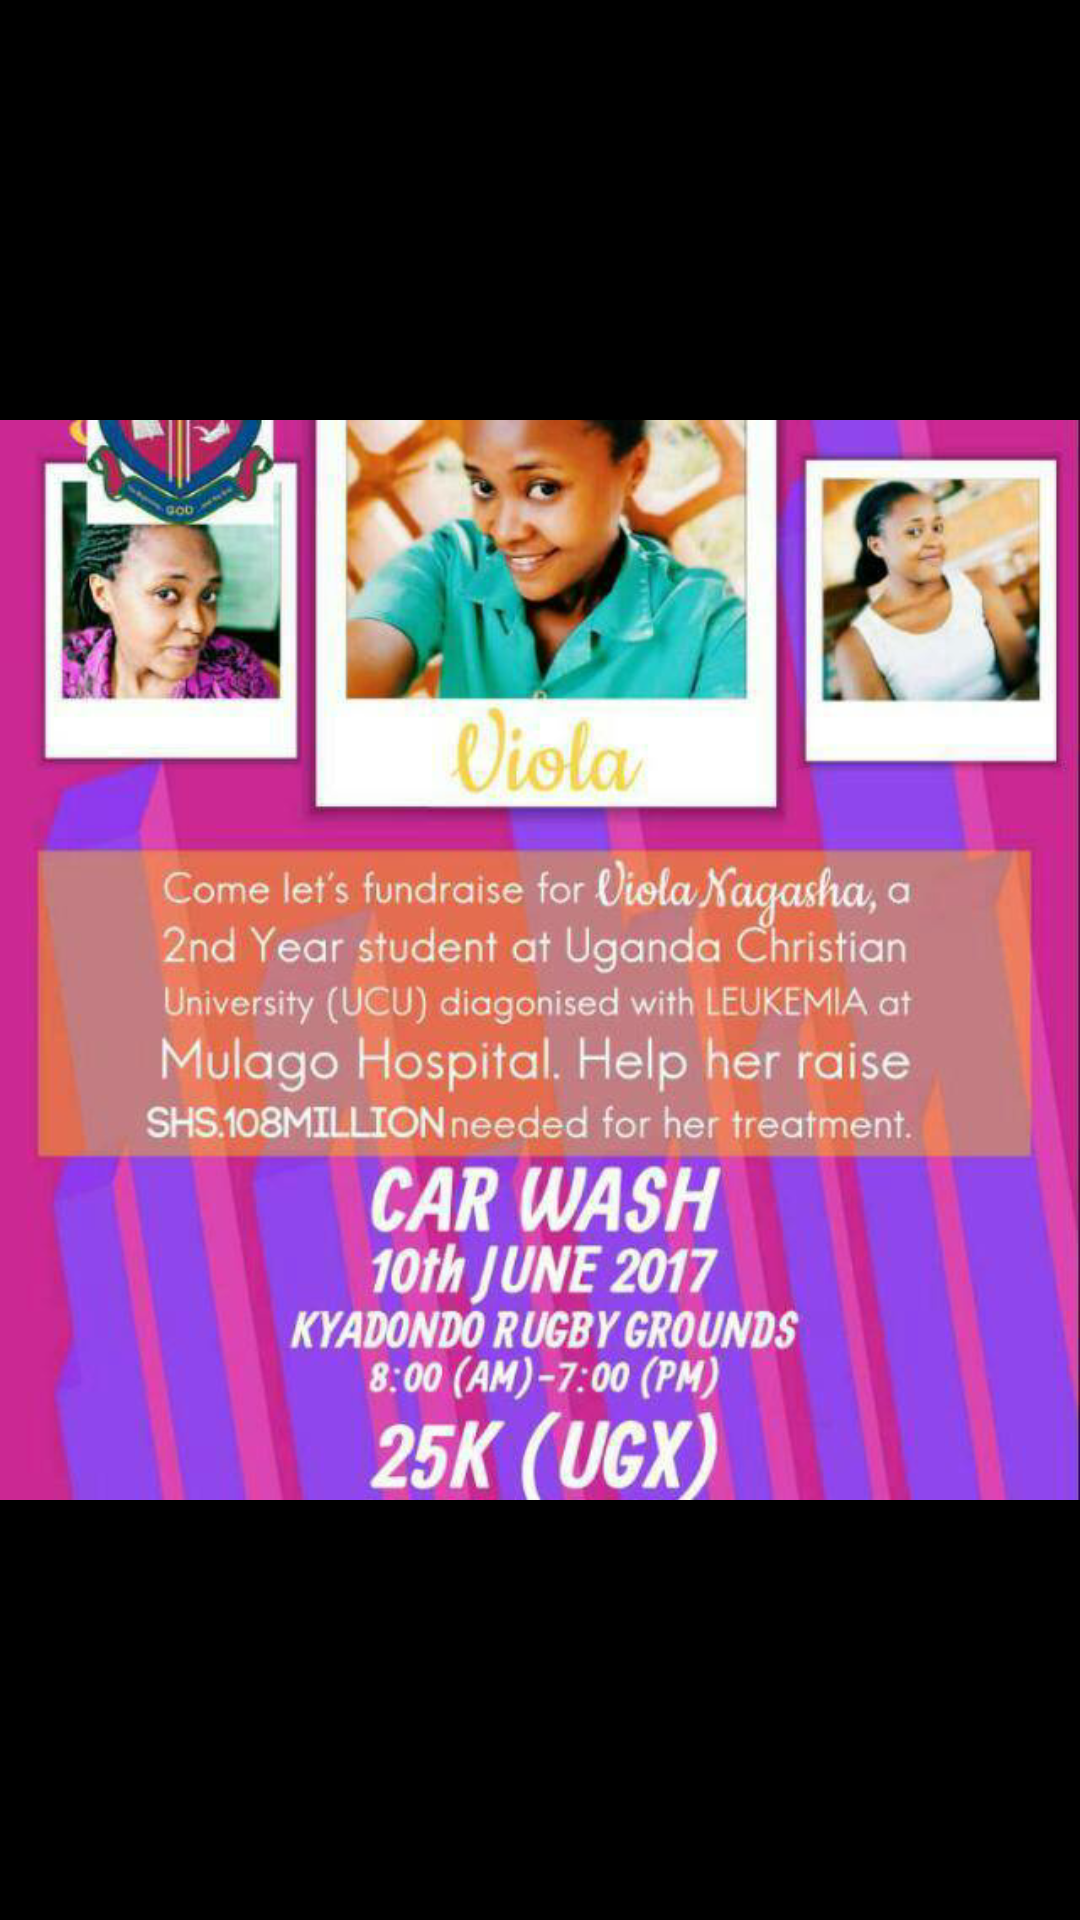 GOD
Viola
Come let's fundraise for Viola Nagasha, a
2nd Year student at Uganda Christian
University (UCU) diagonised with LEUKEMIA at
Mulago Hospital. Help her raise
SHS.108MILLION needed for her treatment.
CAR WASH
10th JUNE 2017
KYADONDO RUGBY GROUNDS
8:00 (AM)-7:00 (PM)
25K (UGX)